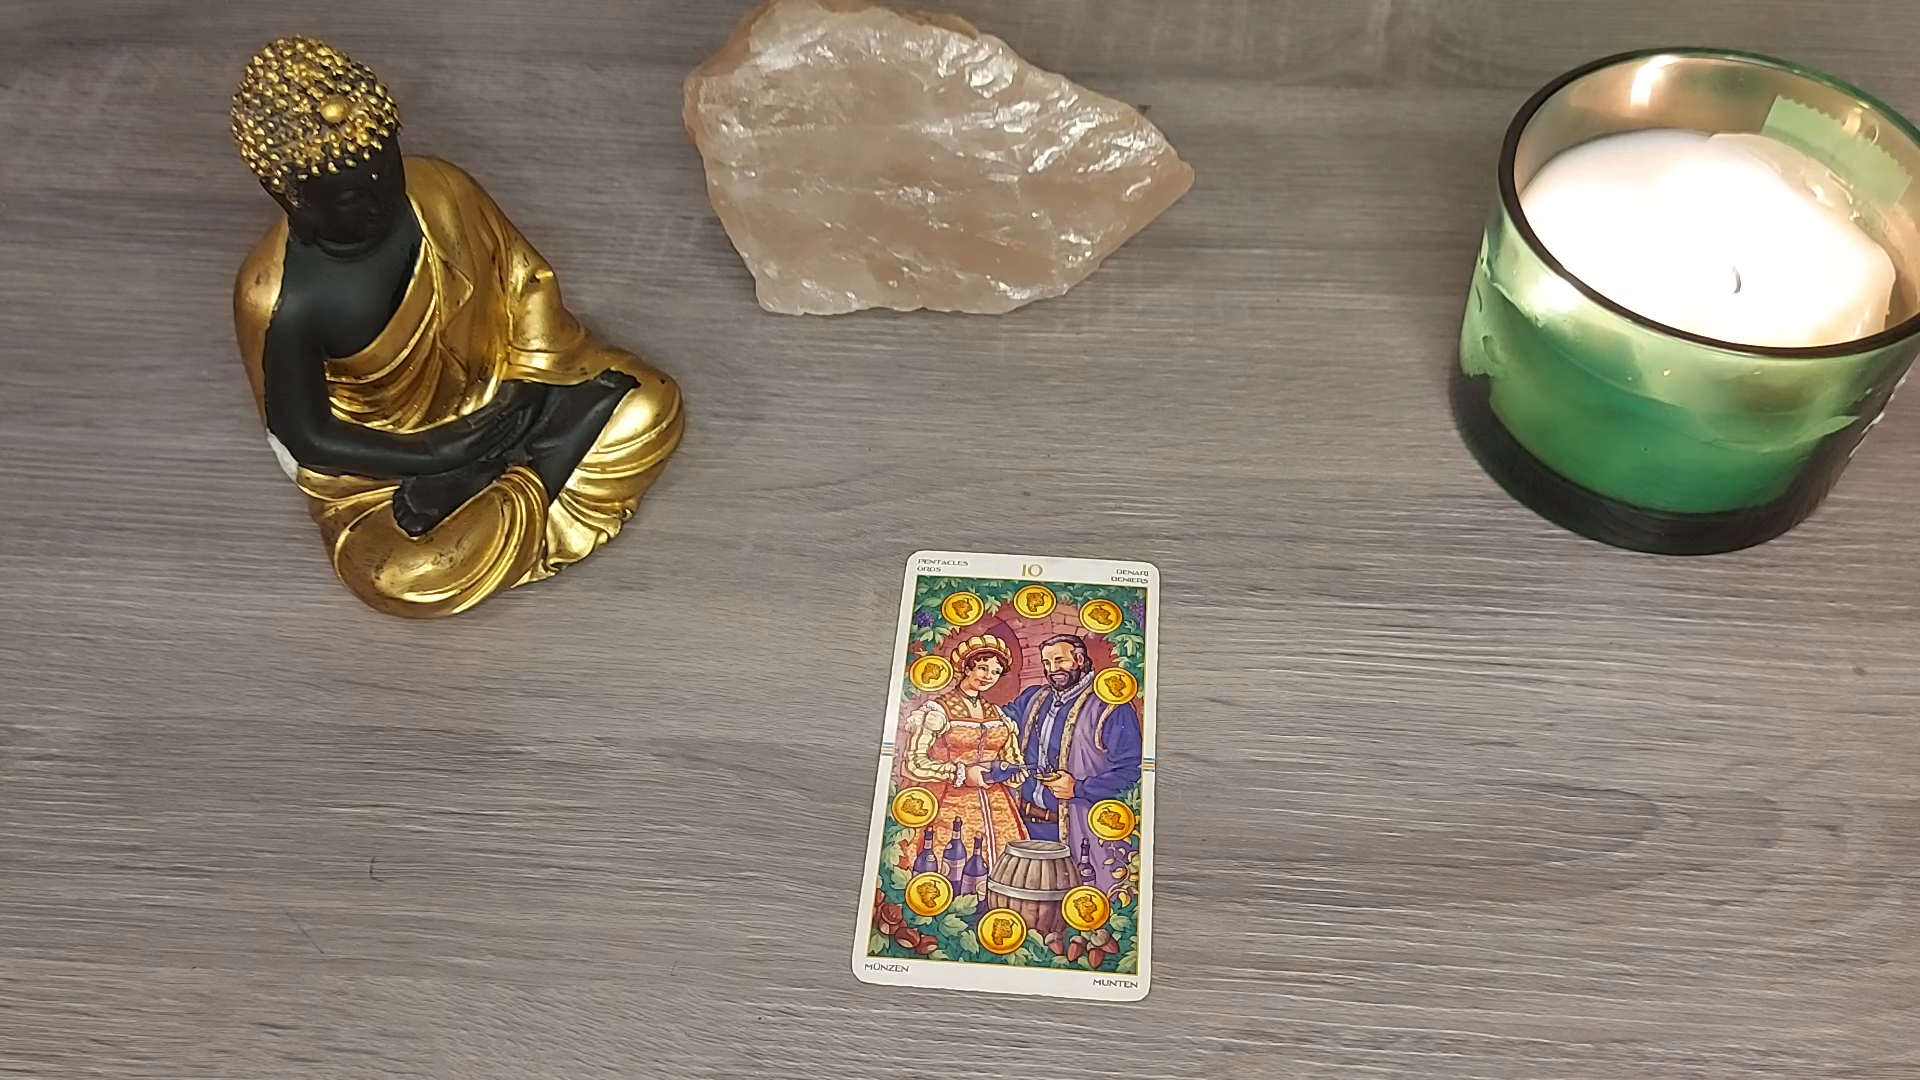 PENTACLES
OROS
10
DENARI
DENIERS
MÜNZEN
MUNTEN